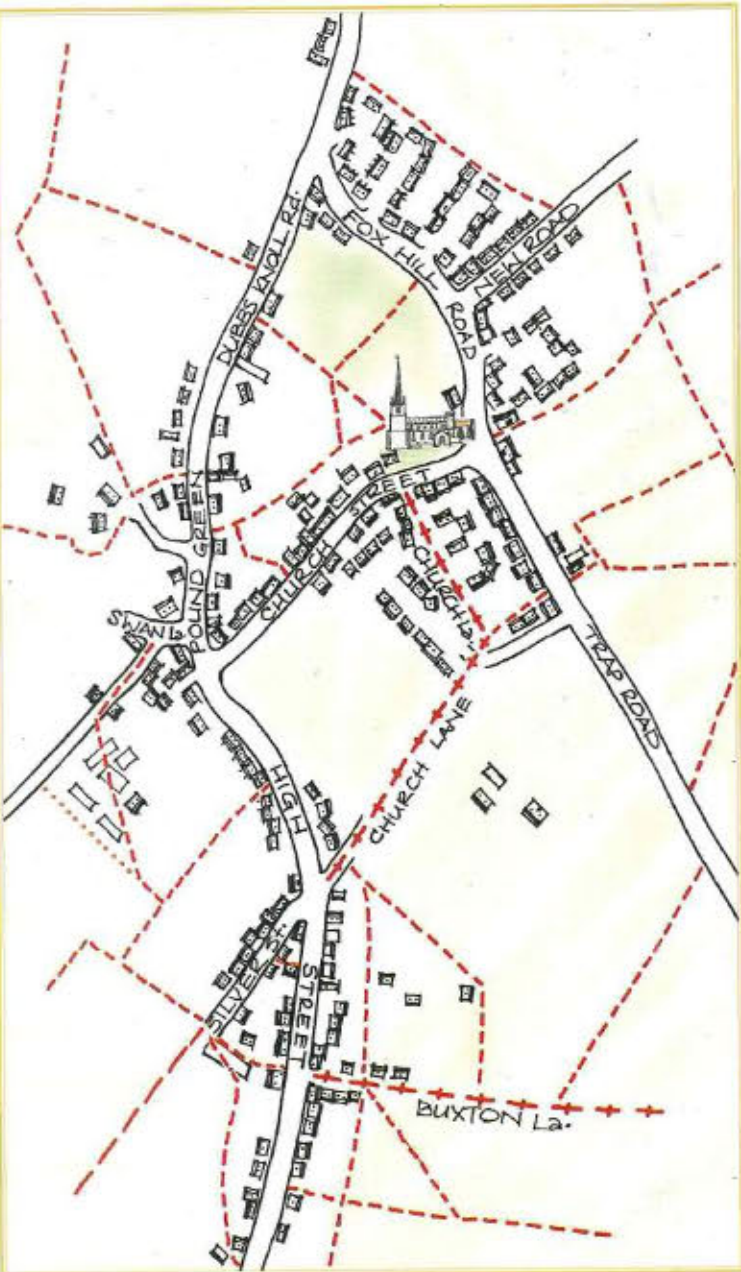 DUBBS KNOLL Rd.
FOX HILL
ROAD
NEW ROAD
POUND GREEN
CHURCH STREET
CHURCH La.
SWAN La
TRAP ROAD
CHURCH LANE
HIGH
STREET
SILVER St.
BUXTON La.